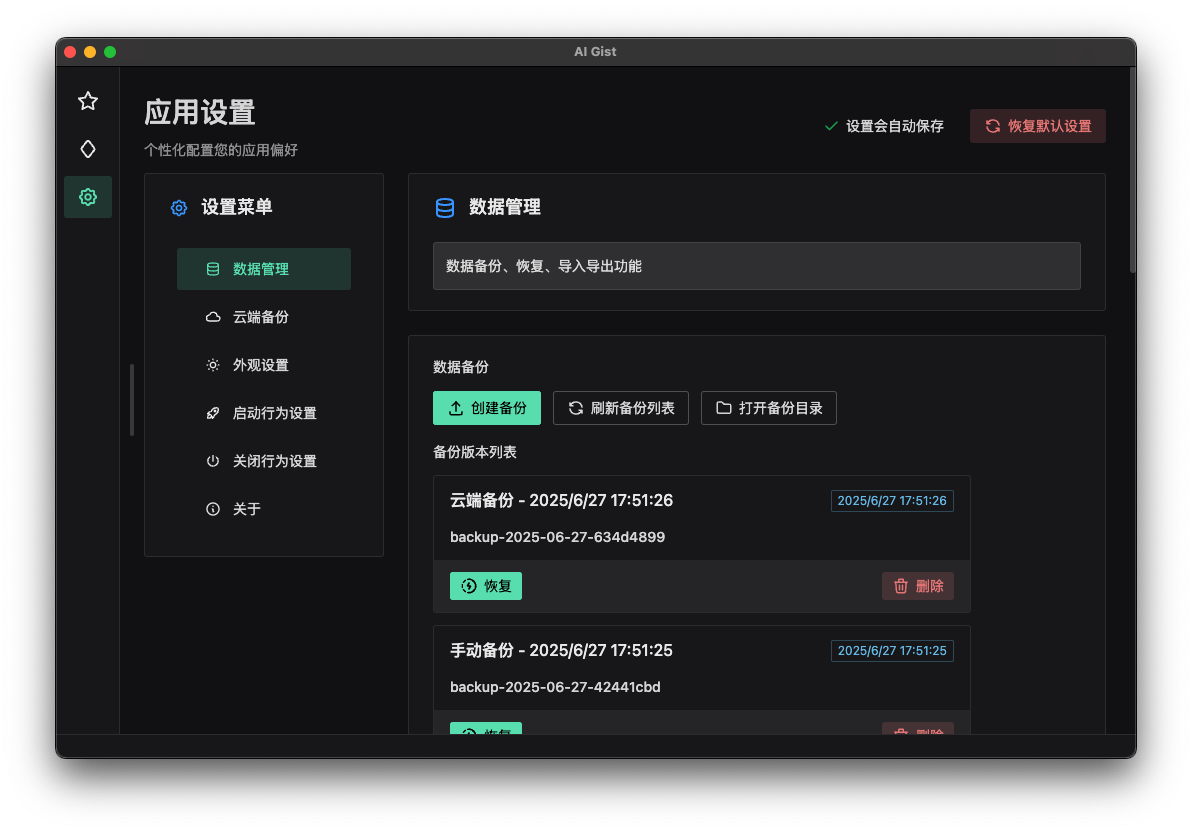 AI Gist
应用设置
个性化配置您的应用偏好
设置会自动保存
恢复默认设置
设置菜单
数据管理
云端备份
外观设置
启动行为设置
关闭行为设置
关于
数据管理
数据备份、恢复、导入导出功能
数据备份
创建备份
刷新备份列表
打开备份目录
备份版本列表
云端备份 - 2025/6/27 17:51:26
2025/6/27 17:51:26
backup-2025-06-27-634d4899
恢复
删除
手动备份 - 2025/6/27 17:51:25
2025/6/27 17:51:25
backup-2025-06-27-42441cbd
恢复
删除